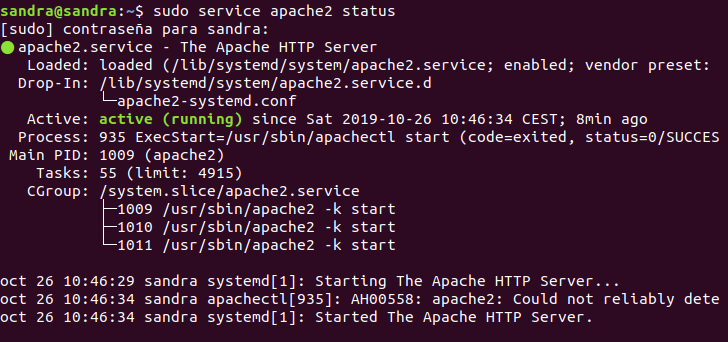 sandra@sandra:~$ sudo service apache2 status
[sudo] contraseña para sandra:
●apache2.service - The Apache HTTP Server
   Loaded: loaded (/lib/systemd/system/apache2.service; enabled; vendor preset:
  Drop-In: /lib/systemd/system/apache2.service.d
           └─apache2-systemd.conf
   Active: active (running) since Sat 2019-10-26 10:46:34 CEST; 8min ago
  Process: 935 ExecStart=/usr/sbin/apachectl start (code=exited, status=0/SUCCES
 Main PID: 1009 (apache2)
    Tasks: 55 (limit: 4915)
   CGroup: /system.slice/apache2.service
           ├─1009 /usr/sbin/apache2 -k start
           ├─1010 /usr/sbin/apache2 -k start
           └─1011 /usr/sbin/apache2 -k start
oct 26 10:46:29 sandra systemd[1]: Starting The Apache HTTP Server...
oct 26 10:46:34 sandra apachectl[935]: AH00558: apache2: Could not reliably dete
oct 26 10:46:34 sandra systemd[1]: Started The Apache HTTP Server.